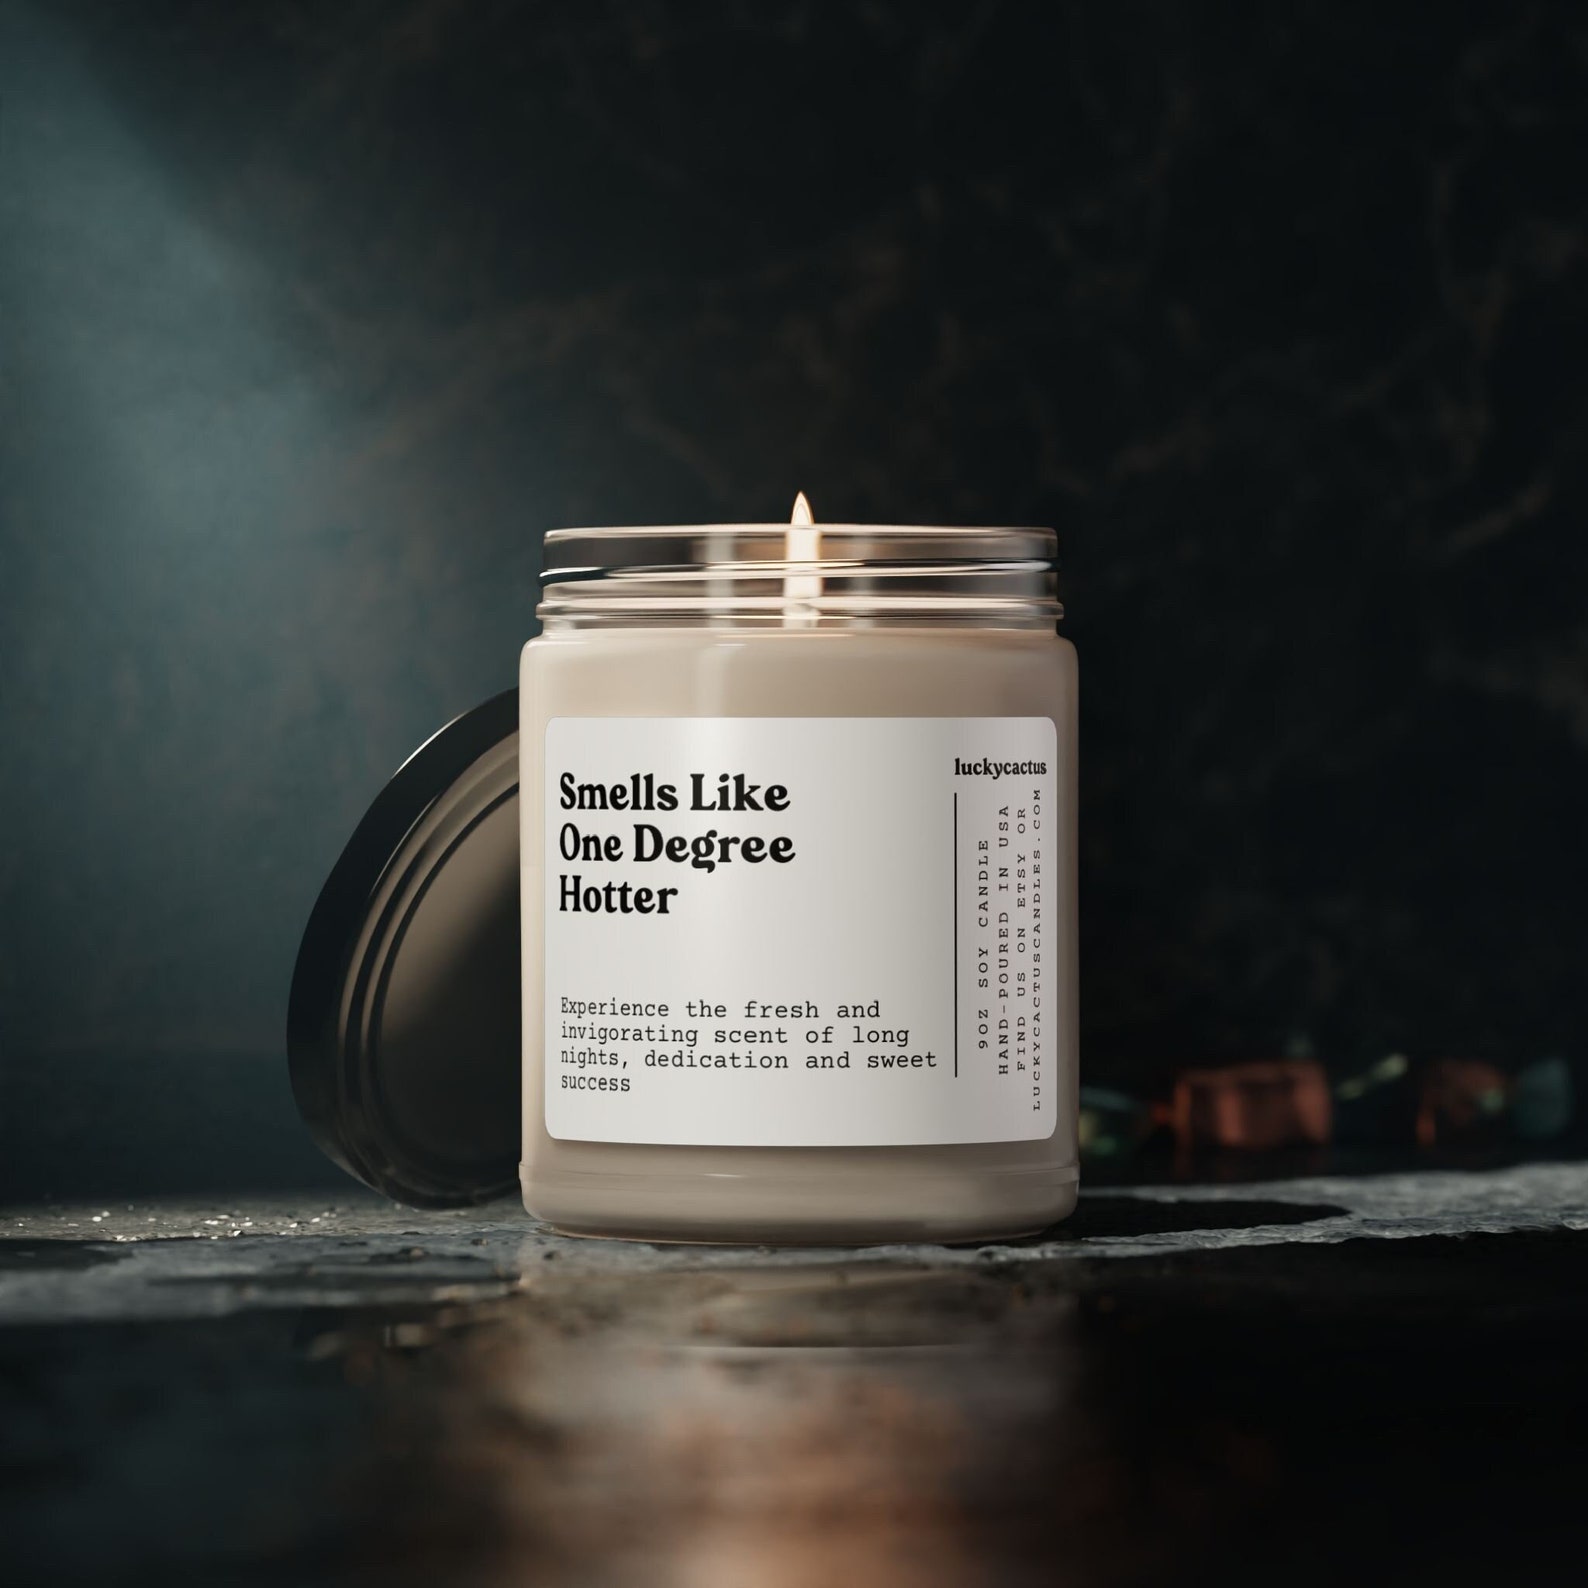 Smells Like
One Degree
Hotter
Experience the fresh and
invigorating scent of long
nights, dedication and sweet
success
luckycactus
9OZ SOY CANDLE
HAND-POURED IN USA
FIND US ON ETSY OR
LUCKYCACTUSCANDLES.COM